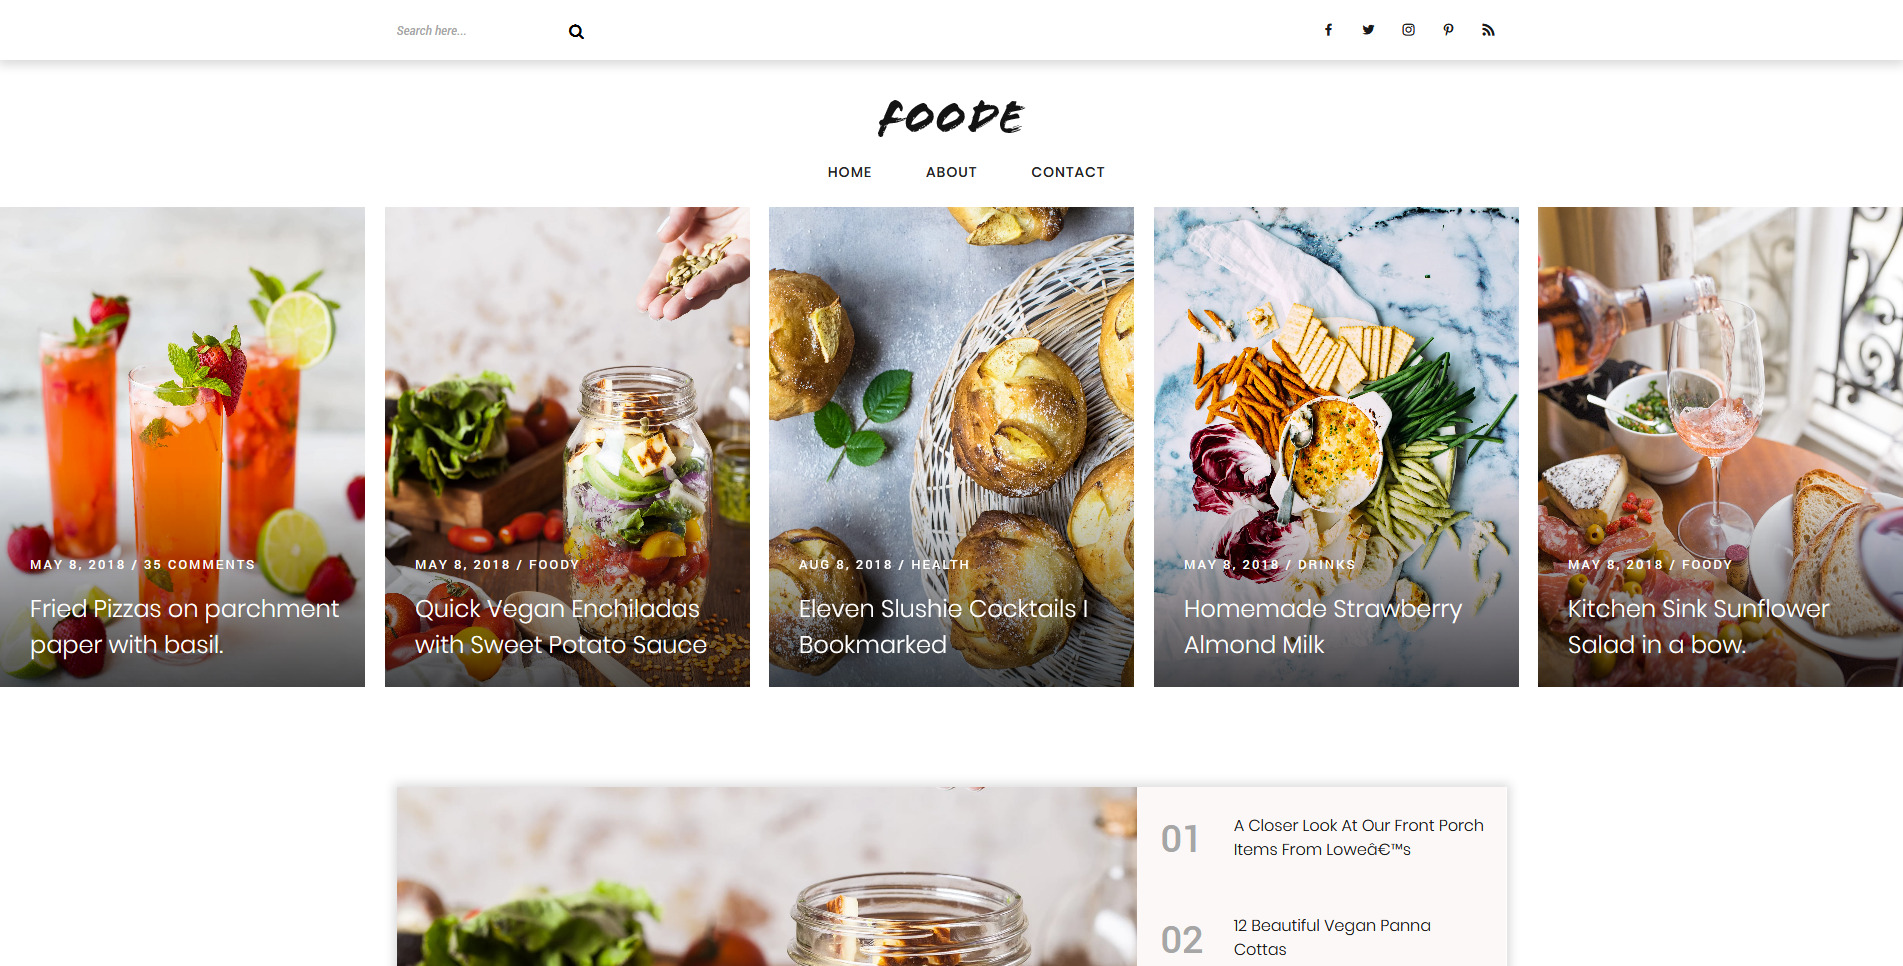 Search here...
FOODE
HOME ABOUT CONTACT
MAY 8, 2018 / 35 COMMENTS
Fried Pizzas on parchment
paper with basil.
MAY 8, 2018 / FOODY
Quick Vegan Enchiladas
with Sweet Potato Sauce
AUG 8, 2018 / HEALTH
Eleven Slushie Cocktails I
Bookmarked
MAY 8, 2018 / DRINKS
Homemade Strawberry
Almond Milk
MAY 8, 2018 / FOODY
Kitchen Sink Sunflower
Salad in a bow.
01
A Closer Look At Our Front Porch
Items From Loweâ€™s
02
12 Beautiful Vegan Panna
Cottas